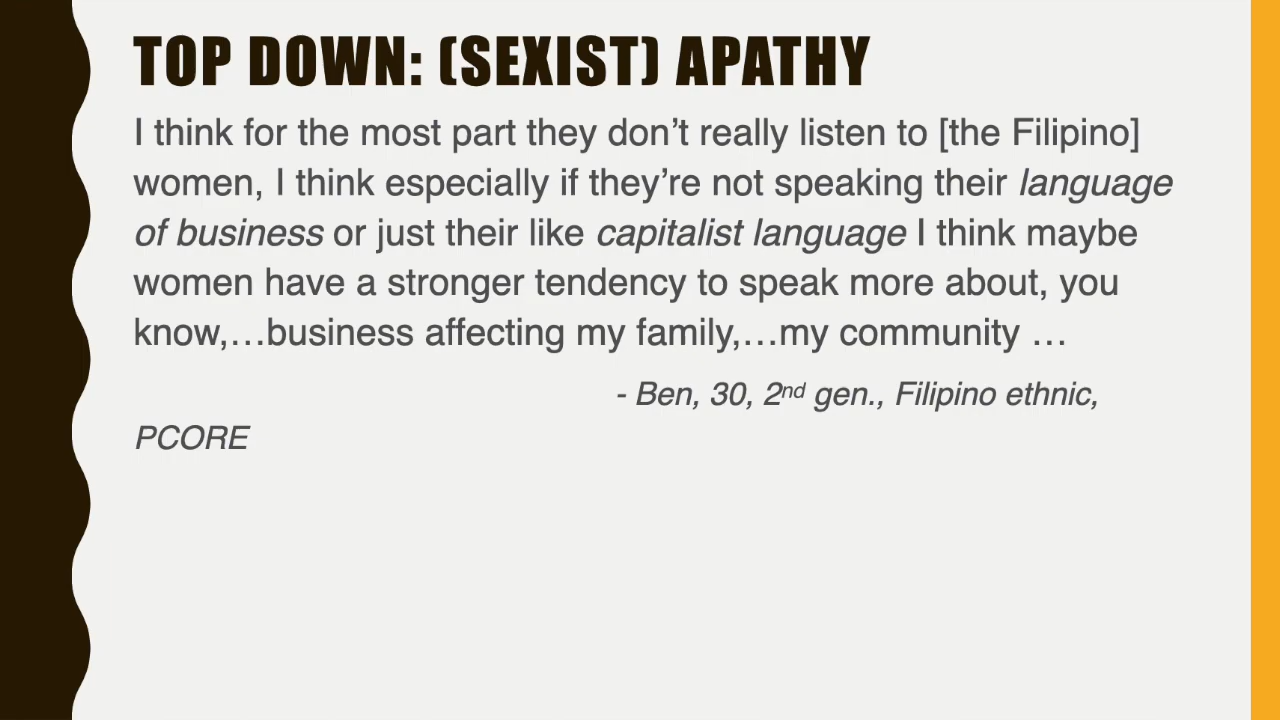 TOP DOWN: (SEXIST) APATHY
I think for the most part they don’t really listen to [the Filipino]
women, I think especially if they’re not speaking their language
of business or just their like capitalist language I think maybe
women have a stronger tendency to speak more about, you
know,…business affecting my family,…my community …
- Ben, 30, 2nd gen., Filipino ethnic,
PCORE